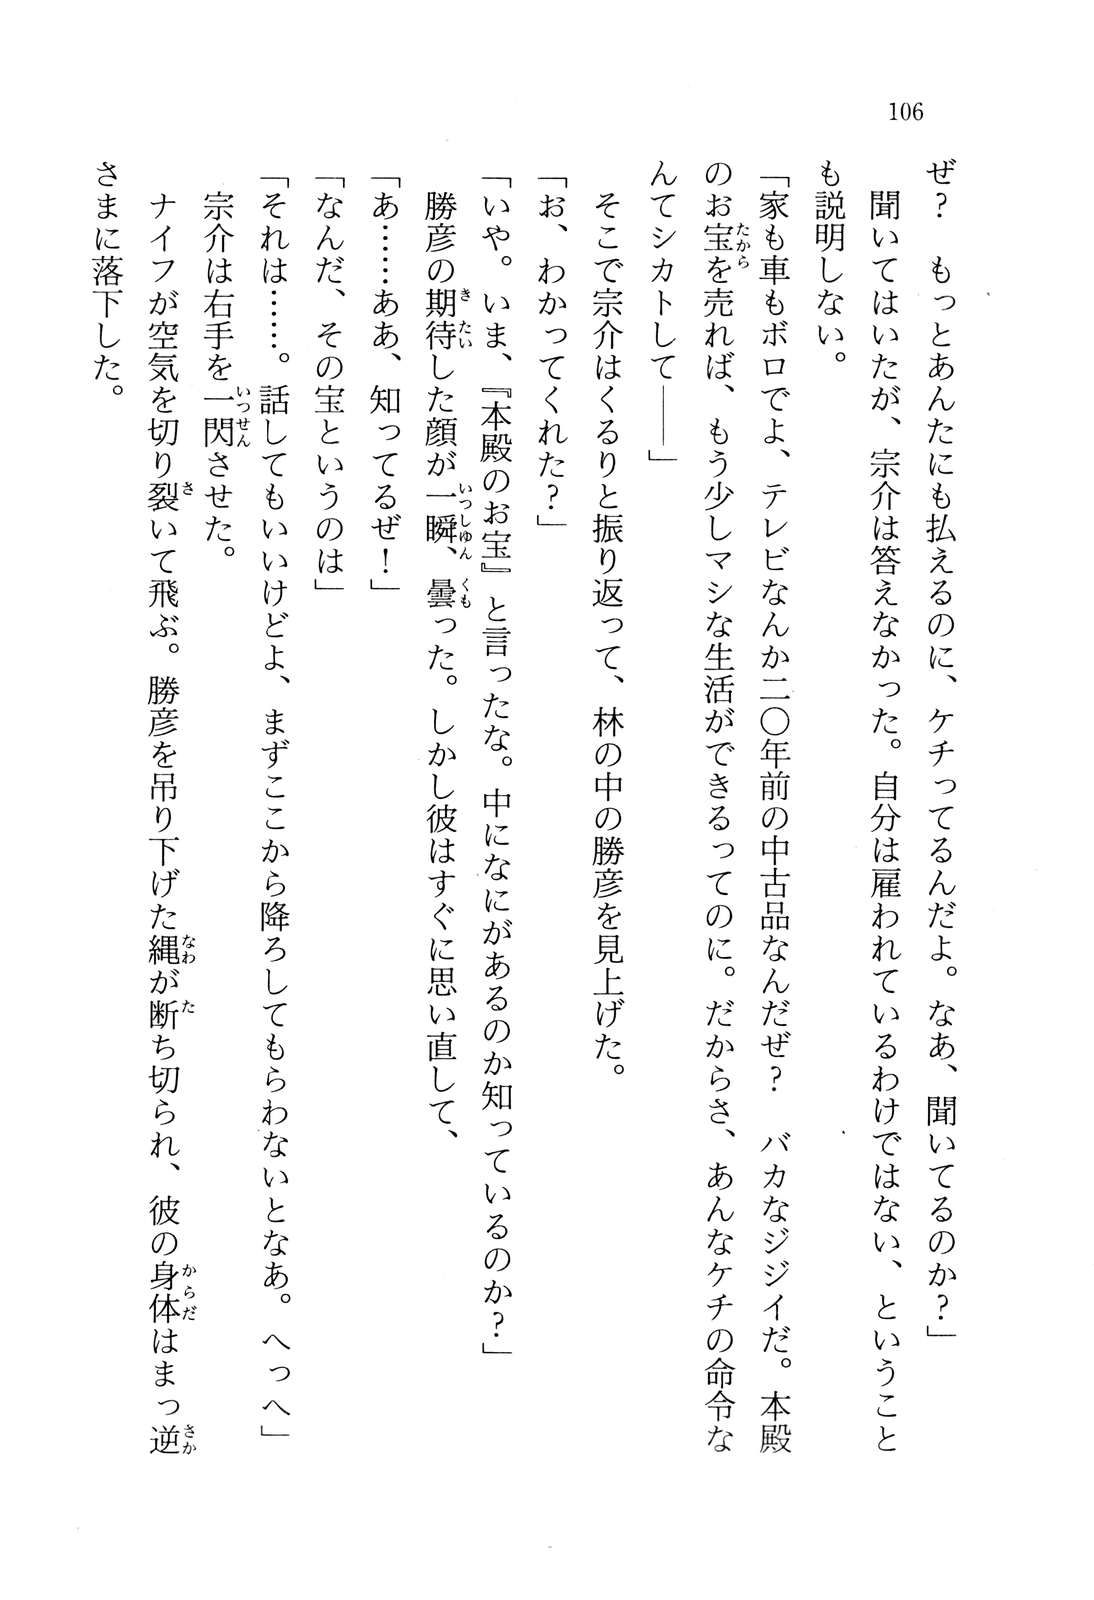 106
ぜ？　もっとあんたにも払えるのに、ケチってるんだよ。なあ、聞いてるのか？」
　聞いてはいたが、宗介は答えなかった。自分は雇われているわけではない、ということ
も説明しない。
「家も車もボロでよ、テレビなんか二〇年前の中古品なんだぜ？　バカなジジイだ。本殿
のお宝を売れば、もう少しマシな生活ができるってのに。だからさ、あんなケチの命令な
んてシカトして――」
　そこで宗介はくるりと振り返って、林の中の勝彦を見上げた。
「お、わかってくれた？」
「いや。いま、『本殿のお宝』と言ったな。中になにがあるのか知っているのか？」
　勝彦の期待した顔が一瞬、曇った。しかし彼はすぐに思い直して、
「あ……ああ、知ってるぜ！」
「なんだ、その宝というのは」
「それは……。話してもいいけどよ、まずここから降ろしてもらわないとなあ。へっへ」
　宗介は右手を一閃させた。
　ナイフが空気を切り裂いて飛ぶ。勝彦を吊り下げた縄が断ち切られ、彼の身体はまっ逆
さまに落下した。